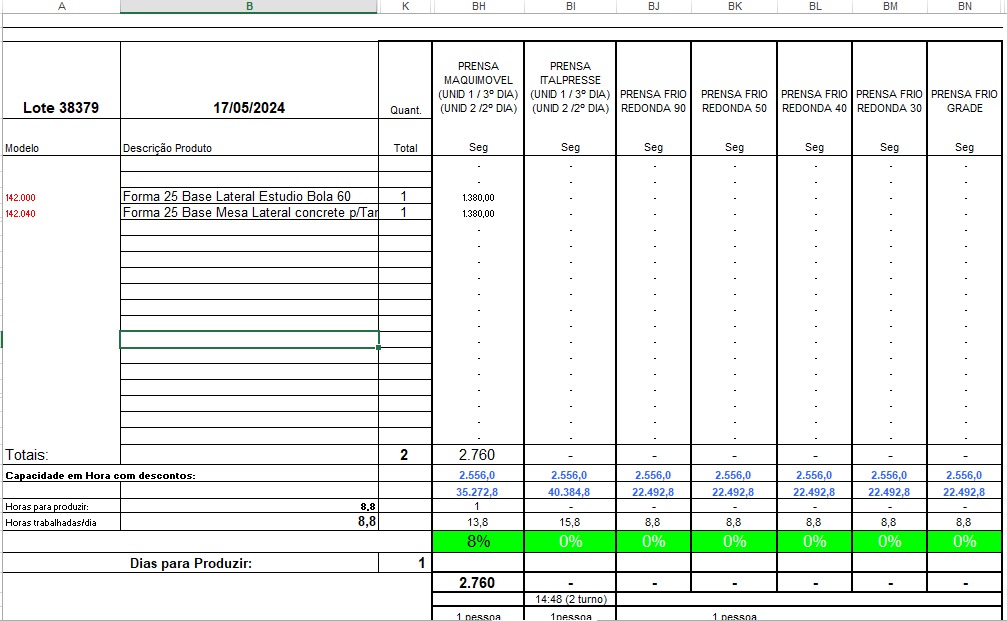 A B K BH BI BJ BK BL BM BN
PRENSA PRENSA
MAQUIMOVEL ITALPRESSE
(UNID 1 / 3º DIA) (UNID 1 / 3º DIA) PRENSA FRIO PRENSA FRIO PRENSA FRIO PRENSA FRIO PRENSA FRIO
Lote 38379 17/05/2024 Quant. (UNID 2 /2º DIA) (UNID 2 /2º DIA) REDONDA 90 REDONDA 50 REDONDA 40 REDONDA 30 GRADE
Modelo Descrição Produto Total Seg Seg Seg Seg Seg Seg Seg
- - - - - - -
- - - - - - -
142.000 Forma 25 Base Lateral Estudio Bola 60 1 1.380,00 - - - - - -
142.040 Forma 25 Base Mesa Lateral concrete p/Tar 1 1.380,00 - - - - - -
- - - - - - -
- - - - - - -
- - - - - - -
- - - - - - -
- - - - - - -
- - - - - - -
- - - - - - -
- - - - - - -
- - - - - - -
- - - - - - -
- - - - - - -
- - - - - - -
- - - - - - -
- - - - - - -
Totais: 2 2.760 - - - - - -
Capacidade em Hora com descontos: 2.556,0 2.556,0 2.556,0 2.556,0 2.556,0 2.556,0 2.556,0
35.272,8 40.384,8 22.492,8 22.492,8 22.492,8 22.492,8 22.492,8
Horas para produzir: 8,8 1 - - - - - -
Horas trabalhadas/dia 8,8 13,8 15,8 8,8 8,8 8,8 8,8 8,8
8% 0% 0% 0% 0% 0% 0%
Dias para Produzir: 1
2.760 - - - - - -
14:48 (2 turno)
1 pessoa 1pessoa 1 pessoa